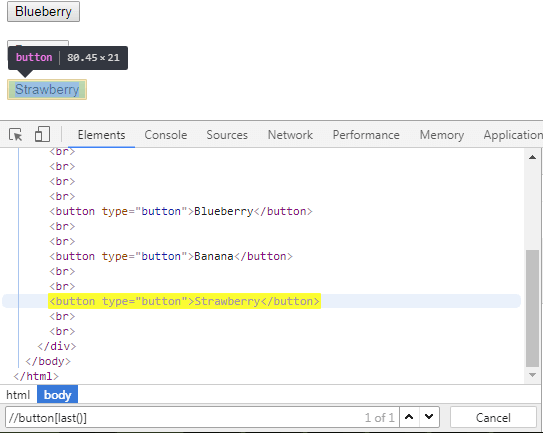 Blueberry
button 80.45 × 21
Strawberry
Elements Console Sources Network Performance Memory Application
<br>
<br>
<br>
<br>
<button type="button">Blueberry</button>
<br>
<br>
<button type="button">Banana</button>
<br>
<br>
<button type="button">Strawberry</button>
<br>
<br>
</div>
</body>
</html>
html body
//button[last()] 1 of 1 Cancel